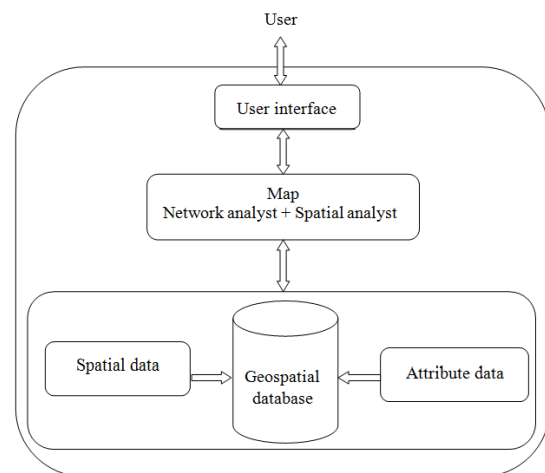 User
User interface
Map
Network analyst + Spatial analyst
Spatial data
Geospatial
database
Attribute data